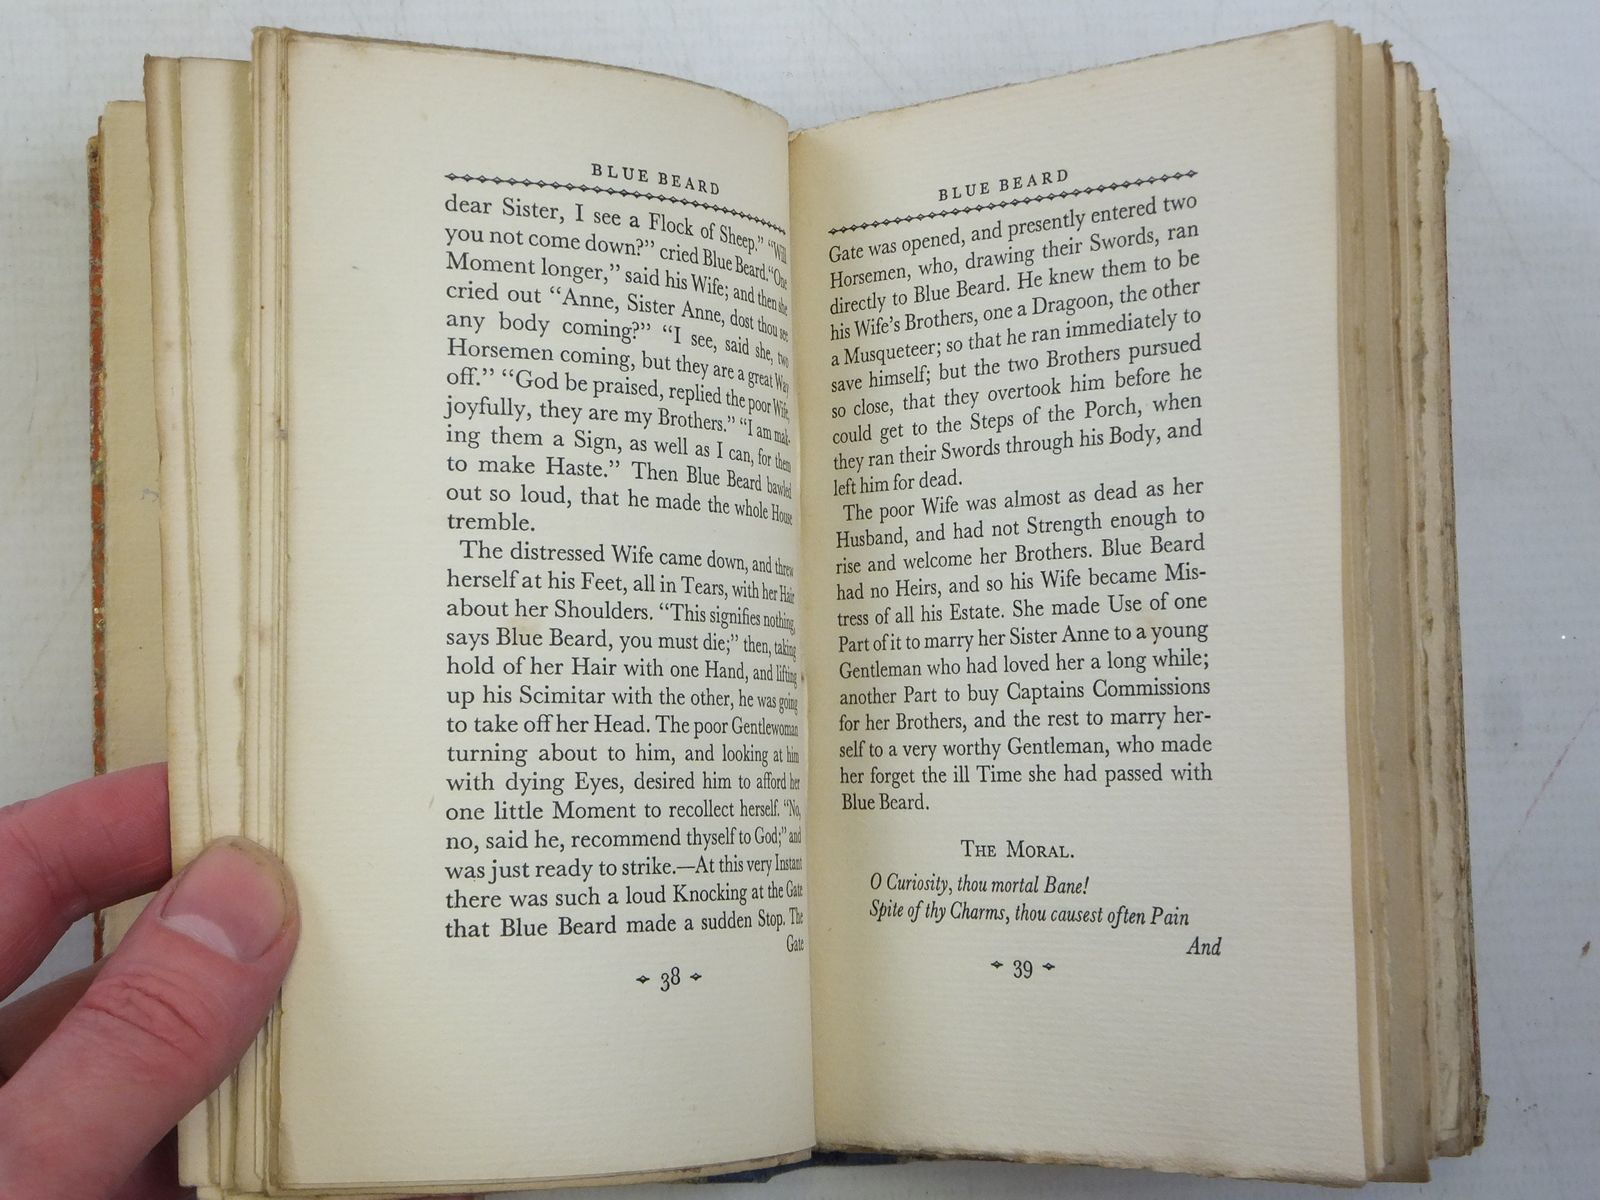 BLUE BEARD
dear Sister, I see a Flock of Sheep." "Will
you not come down?" cried Blue Beard. "One
Moment longer," said his Wife; and then she
cried out "Anne, Sister Anne, dost thou see
any body coming?" "I see, said she, two
Horsemen coming, but they are a great Way
off." "God be praised, replied the poor Wife,
joyfully, they are my Brothers." "I am mak-
ing them a Sign, as well as I can, for them
to make Haste." Then Blue Beard bawled
out so loud, that he made the whole House
tremble.
The distressed Wife came down, and threw
herself at his Feet, all in Tears, with her Hair
about her Shoulders. "This signifies nothing,
says Blue Beard, you must die;" then, taking
hold of her Hair with one Hand, and lifting
up his Scimitar with the other, he was going
to take off her Head. The poor Gentlewoman
turning about to him, and looking at him
with dying Eyes, desired him to afford her
one little Moment to recollect herself. "No,
no, said he, recommend thyself to God;" and
was just ready to strike.—At this very Instant
there was such a loud Knocking at the Gate
that Blue Beard made a sudden Stop. The
Gate
38
BLUE BEARD
Gate was opened, and presently entered two
Horsemen, who, drawing their Swords, ran
directly to Blue Beard. He knew them to be
his Wife's Brothers, one a Dragoon, the other
a Musqueteer; so that he ran immediately to
save himself; but the two Brothers pursued
so close, that they overtook him before he
could get to the Steps of the Porch, when
they ran their Swords through his Body, and
left him for dead.
The poor Wife was almost as dead as her
Husband, and had not Strength enough to
rise and welcome her Brothers. Blue Beard
had no Heirs, and so his Wife became Mis-
tress of all his Estate. She made Use of one
Part of it to marry her Sister Anne to a young
Gentleman who had loved her a long while;
another Part to buy Captains Commissions
for her Brothers, and the rest to marry her-
self to a very worthy Gentleman, who made
her forget the ill Time she had passed with
Blue Beard.
THE MORAL.
O Curiosity, thou mortal Bane!
Spite of thy Charms, thou causest often Pain
And
39